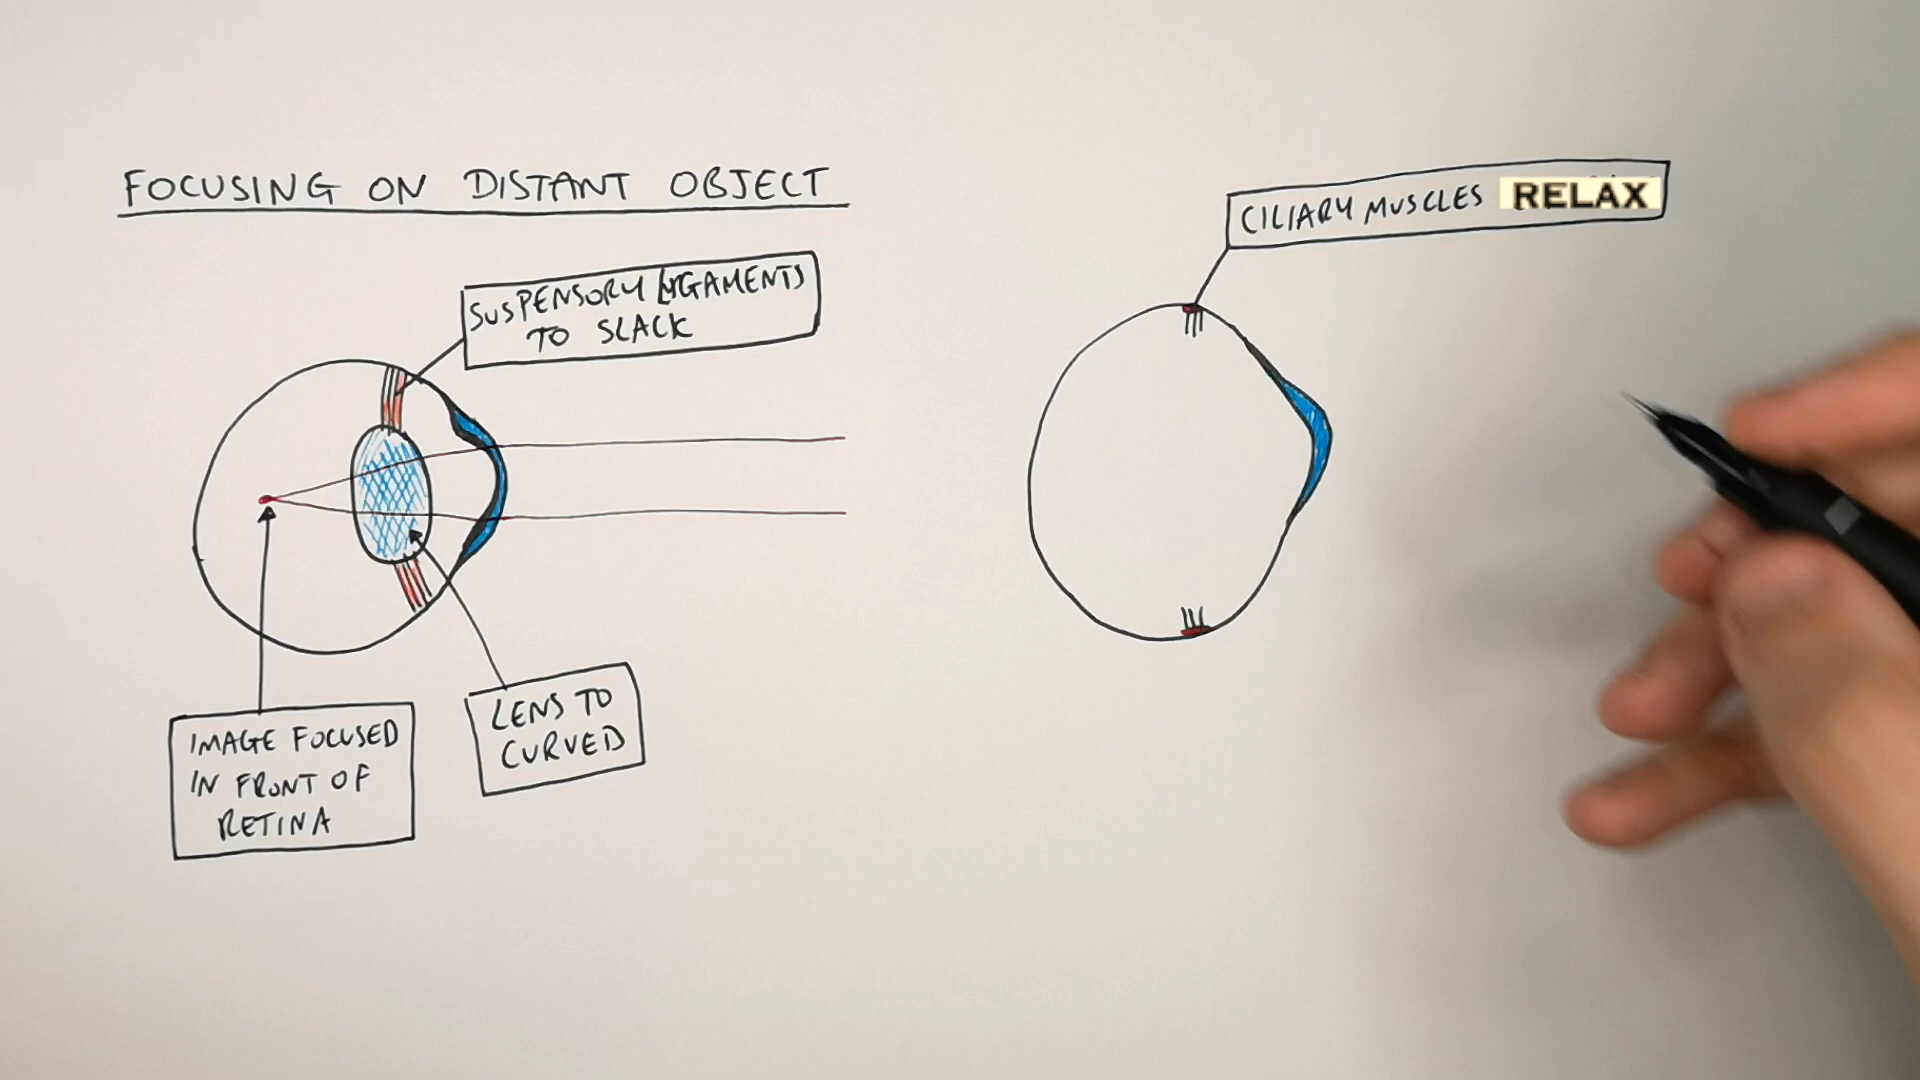 FOCUSING ON DISTANT OBJECT
CILIARY MUSCLES RELAX
SUSPENSORY LIGAMENTS
TO SLACK
IMAGE FOCUSED
IN FRONT OF
RETINA
LENS TO
CURVED